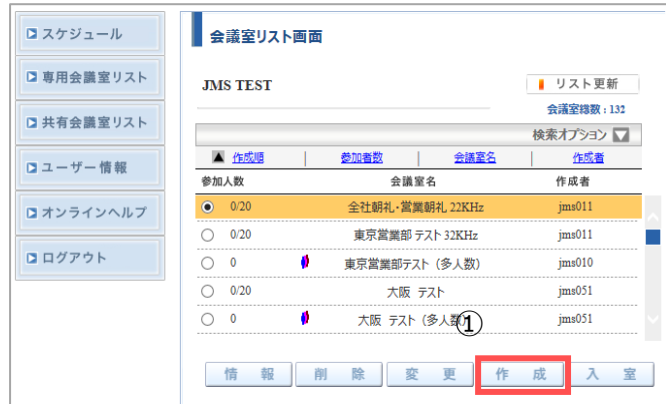 スケジュール
専用会議室リスト
共有会議室リスト
ユーザー情報
オンラインヘルプ
ログアウト
会議室リスト画面
JMS TEST
リスト更新
会議室総数 : 132
検索オプション
▲ 作成順 | 参加者数 | 会議室名 | 作成者
参加人数 会議室名 作成者
0/20 全社朝礼・営業朝礼 22KHz jms011
0/20 東京営業部 テスト 32KHz jms011
0 東京営業部テスト（多人数） jms010
0/20 大阪 テスト jms051
0 大阪 テスト（多人数） jms051
①
情 報 削 除 変 更 作 成 入 室